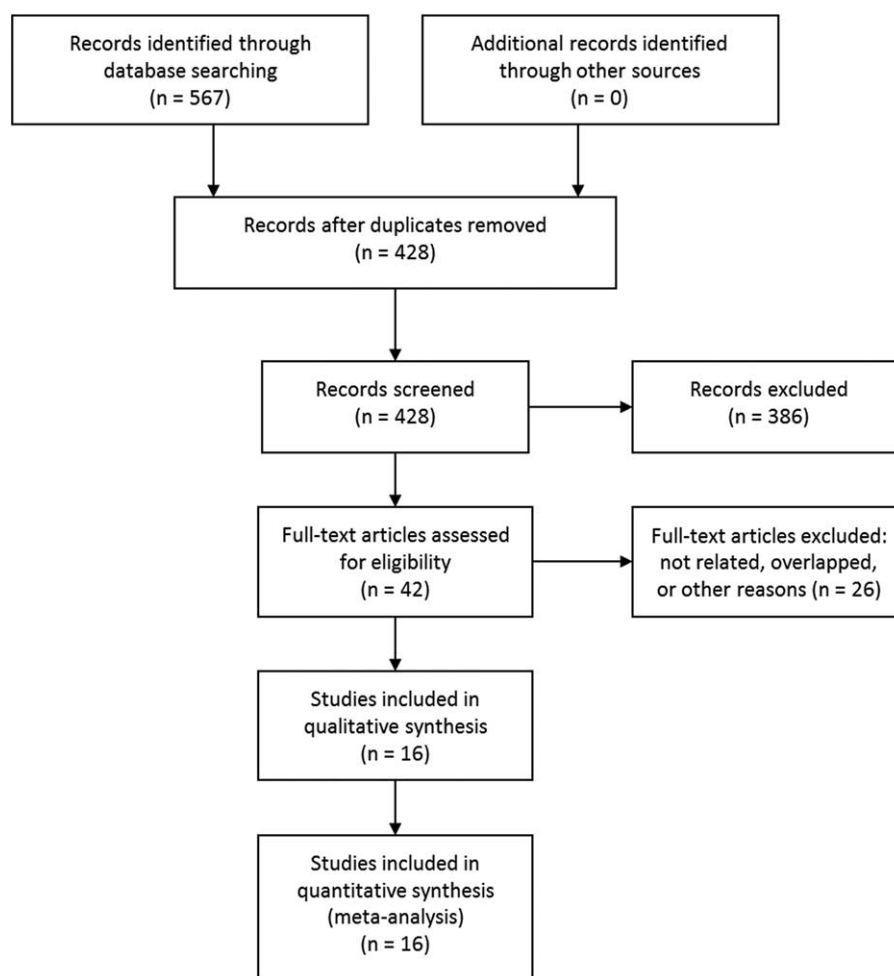 Records identified through
database searching
(n = 567)
Additional records identified
through other sources
(n = 0)
Records after duplicates removed
(n = 428)
Records screened
(n = 428)
Records excluded
(n = 386)
Full-text articles assessed
for eligibility
(n = 42)
Full-text articles excluded:
not related, overlapped,
or other reasons (n = 26)
Studies included in
qualitative synthesis
(n = 16)
Studies included in
quantitative synthesis
(meta-analysis)
(n = 16)